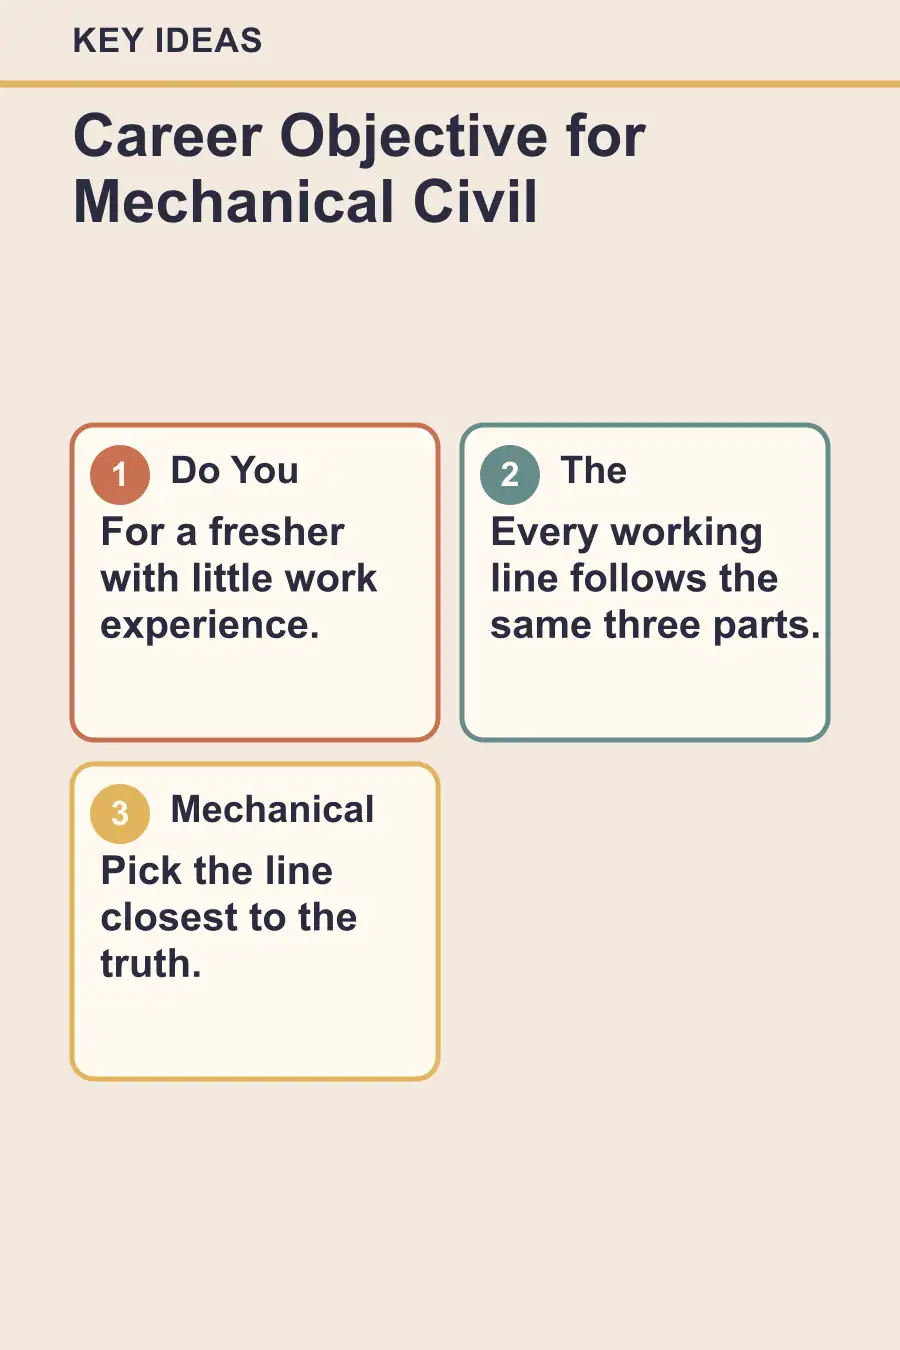 KEY IDEAS
Career Objective for
Mechanical Civil
1 Do You
For a fresher
with little work
experience.
2 The
Every working
line follows the
same three parts.
3 Mechanical
Pick the line
closest to the
truth.